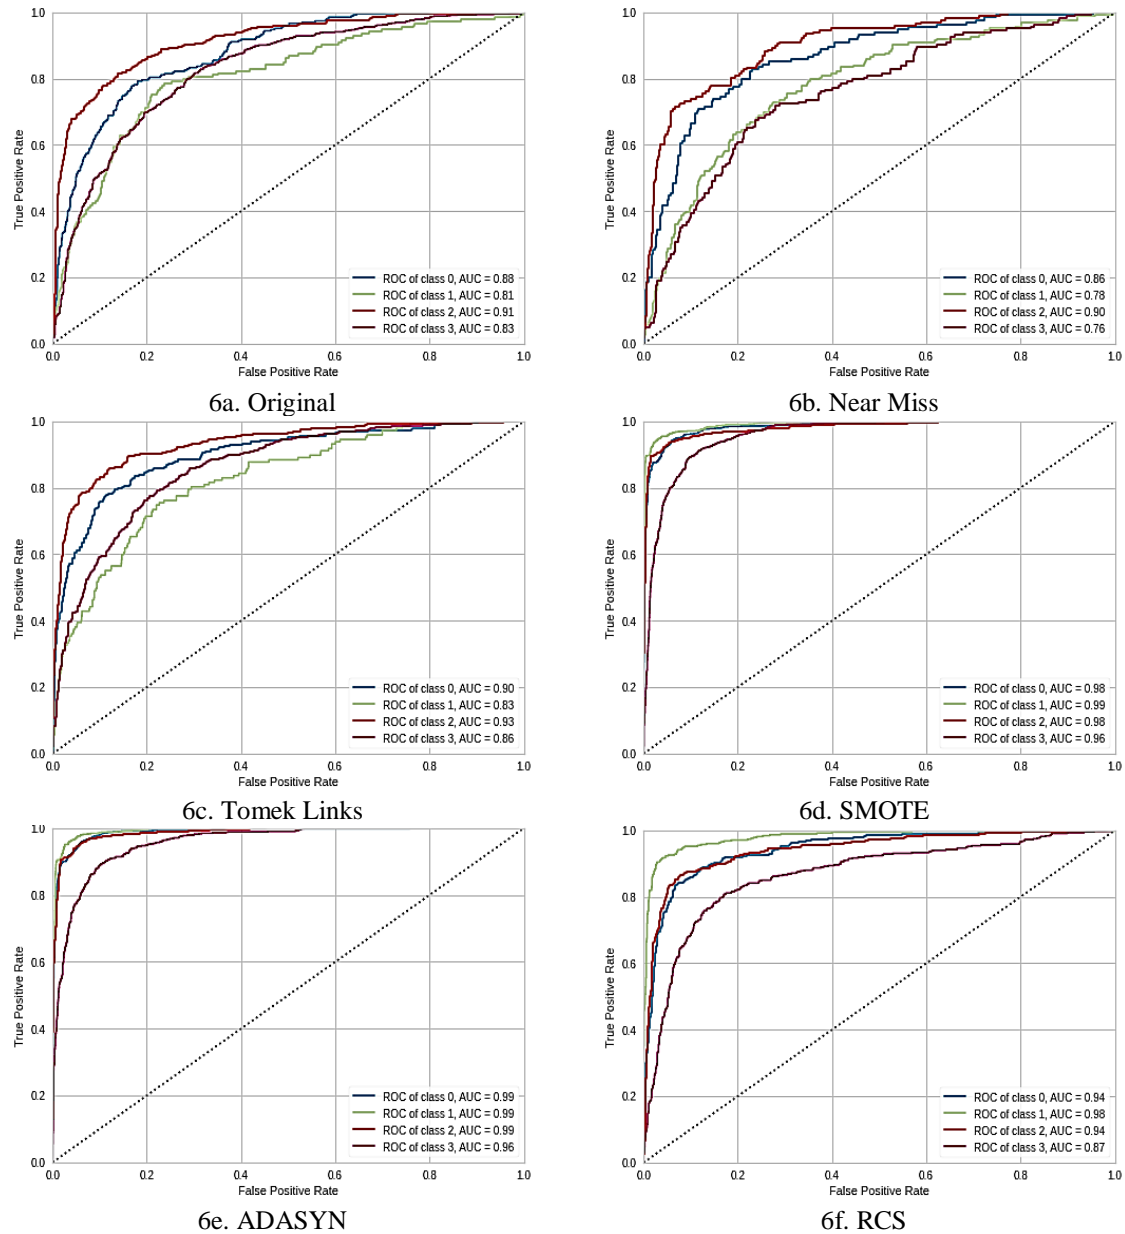 1.0
0.8
0.6
0.4
0.2
0.0
True Positive Rate
ROC of class 0, AUC = 0.88
ROC of class 1, AUC = 0.81
ROC of class 2, AUC = 0.91
ROC of class 3, AUC = 0.83
0.0 0.2 0.4 0.6 0.8 1.0
False Positive Rate
6a. Original
1.0
0.8
0.6
0.4
0.2
0.0
True Positive Rate
ROC of class 0, AUC = 0.86
ROC of class 1, AUC = 0.78
ROC of class 2, AUC = 0.90
ROC of class 3, AUC = 0.76
0.0 0.2 0.4 0.6 0.8 1.0
False Positive Rate
6b. Near Miss
1.0
0.8
0.6
0.4
0.2
0.0
True Positive Rate
ROC of class 0, AUC = 0.90
ROC of class 1, AUC = 0.83
ROC of class 2, AUC = 0.93
ROC of class 3, AUC = 0.86
0.0 0.2 0.4 0.6 0.8 1.0
False Positive Rate
6c. Tomek Links
1.0
0.8
0.6
0.4
0.2
0.0
True Positive Rate
ROC of class 0, AUC = 0.98
ROC of class 1, AUC = 0.99
ROC of class 2, AUC = 0.98
ROC of class 3, AUC = 0.96
0.0 0.2 0.4 0.6 0.8 1.0
False Positive Rate
6d. SMOTE
1.0
0.8
0.6
0.4
0.2
0.0
True Positive Rate
ROC of class 0, AUC = 0.99
ROC of class 1, AUC = 0.99
ROC of class 2, AUC = 0.99
ROC of class 3, AUC = 0.96
0.0 0.2 0.4 0.6 0.8 1.0
False Positive Rate
6e. ADASYN
1.0
0.8
0.6
0.4
0.2
0.0
True Positive Rate
ROC of class 0, AUC = 0.94
ROC of class 1, AUC = 0.98
ROC of class 2, AUC = 0.94
ROC of class 3, AUC = 0.87
0.0 0.2 0.4 0.6 0.8 1.0
False Positive Rate
6f. RCS